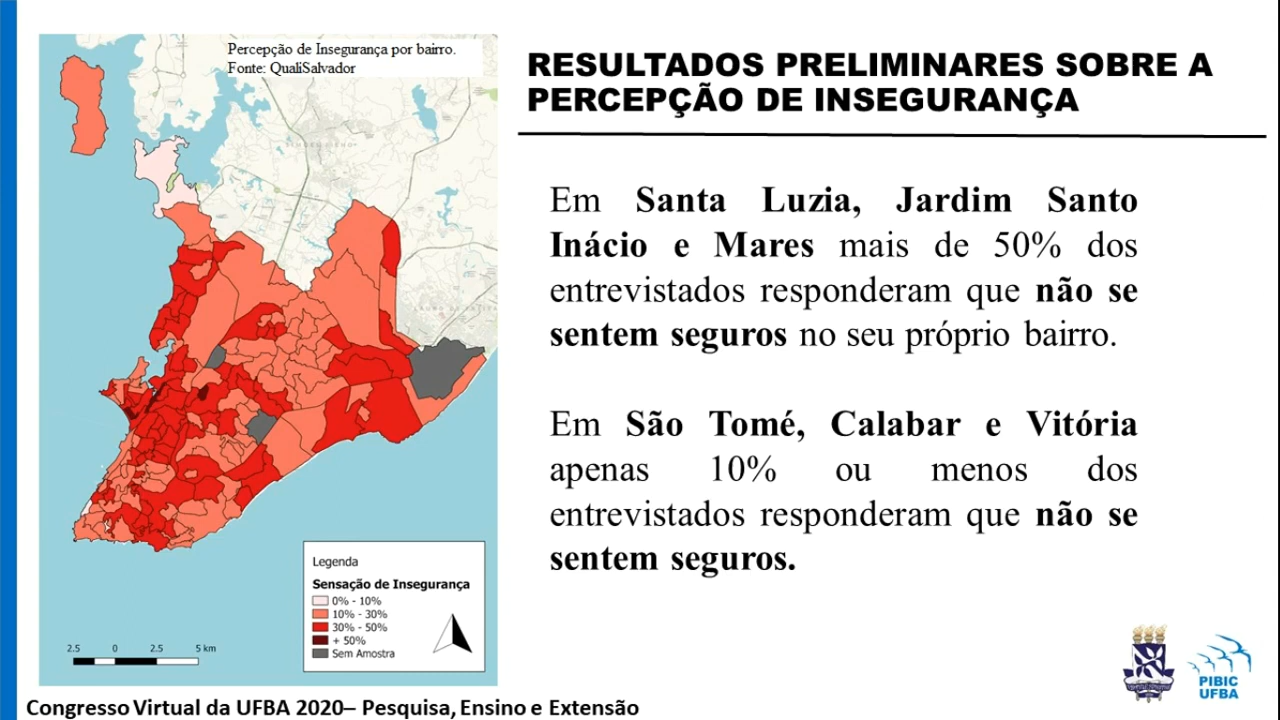 Percepção de Insegurança por bairro.
Fonte: QualiSalvador
RESULTADOS PRELIMINARES SOBRE A
PERCEPÇÃO DE INSEGURANÇA
Em Santa Luzia, Jardim Santo
Inácio e Mares mais de 50% dos
entrevistados responderam que não se
sentem seguros no seu próprio bairro.
Em São Tomé, Calabar e Vitória
apenas 10% ou menos dos
entrevistados responderam que não se
sentem seguros.
Legenda
Sensação de Insegurança
0% - 10%
10% - 30%
30% - 50%
+ 50%
Sem Amostra
2.5 0 2.5 5 km
PIBIC
UFBA
Congresso Virtual da UFBA 2020– Pesquisa, Ensino e Extensão